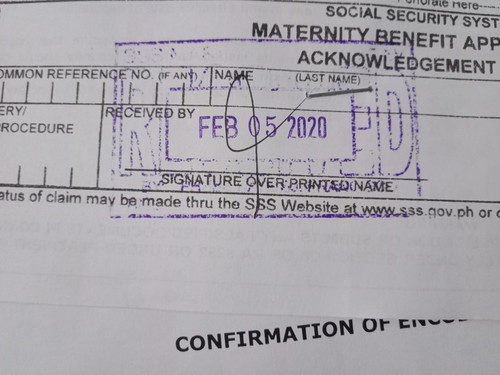 Perforate Here
SOCIAL SECURITY SYST
MATERNITY BENEFIT APP
ACKNOWLEDGEMENT
OMMON REFERENCE NO. (IF ANY) NAME (LAST NAME)
ERY/
ROCEDURE
RECEIVED BY
FEB 05 2020
SIGNATURE OVER PRINTED NAME
atus of claim may be made thru the SSS Website at www.sss.gov.ph or c
CONFIRMATION OF